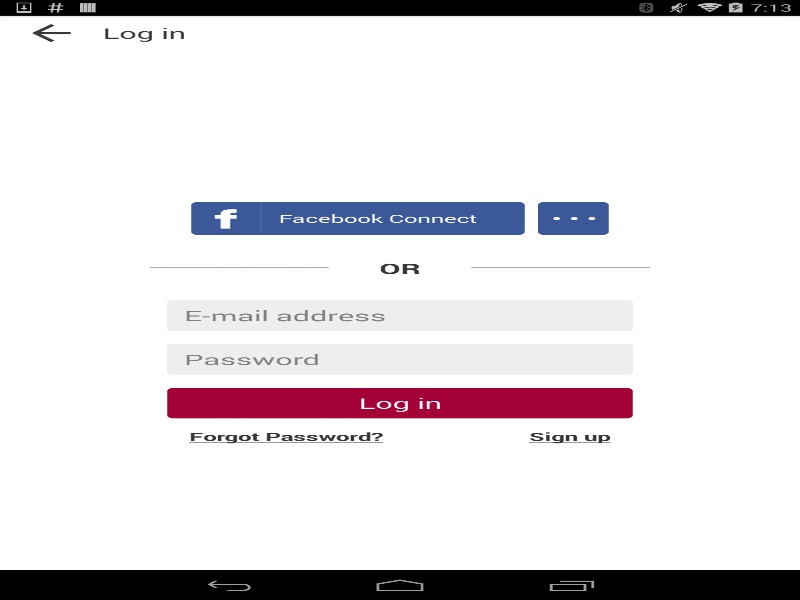 7:13
Log in
f Facebook Connect
OR
E-mail address
Password
Log in
Forgot Password? Sign up